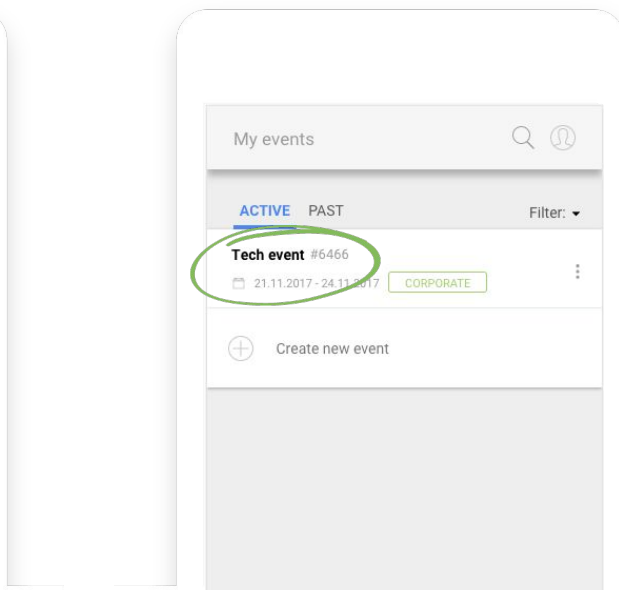 My events
ACTIVE PAST Filter:
Tech event #6466
21.11.2017 - 24.11.2017 CORPORATE
Create new event